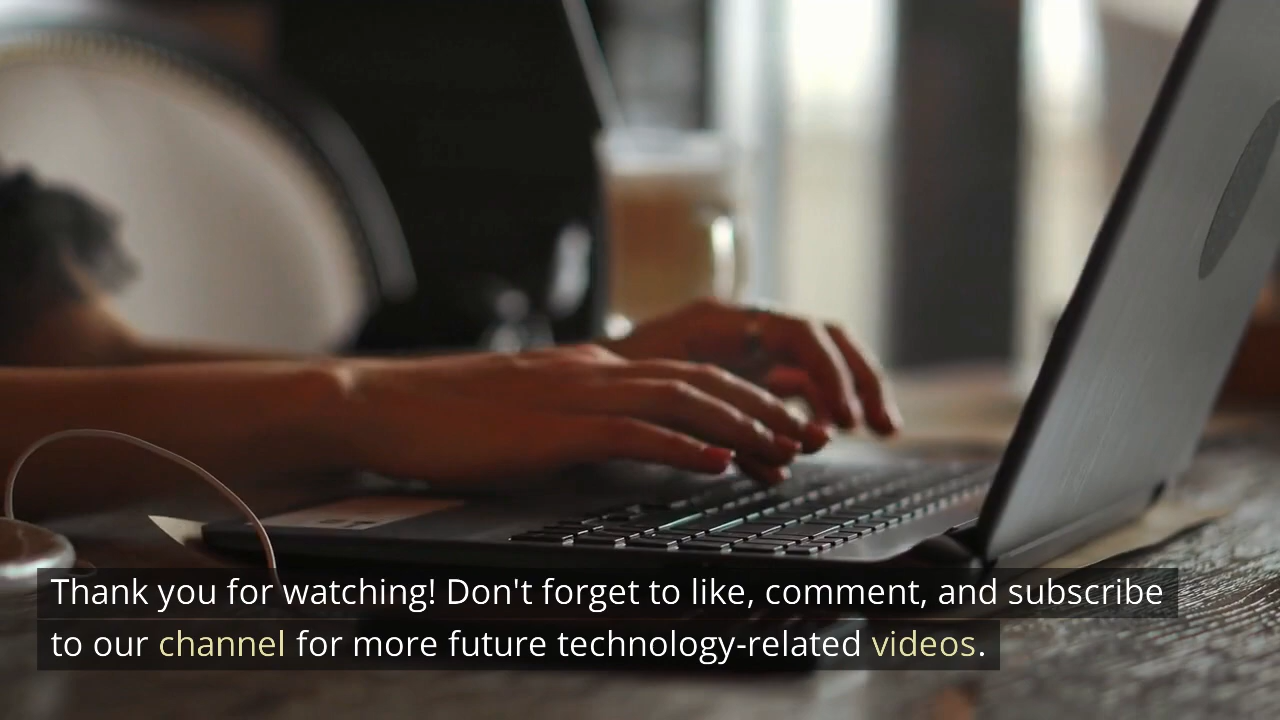 Thank you for watching! Don't forget to like, comment, and subscribe
to our channel for more future technology-related videos.